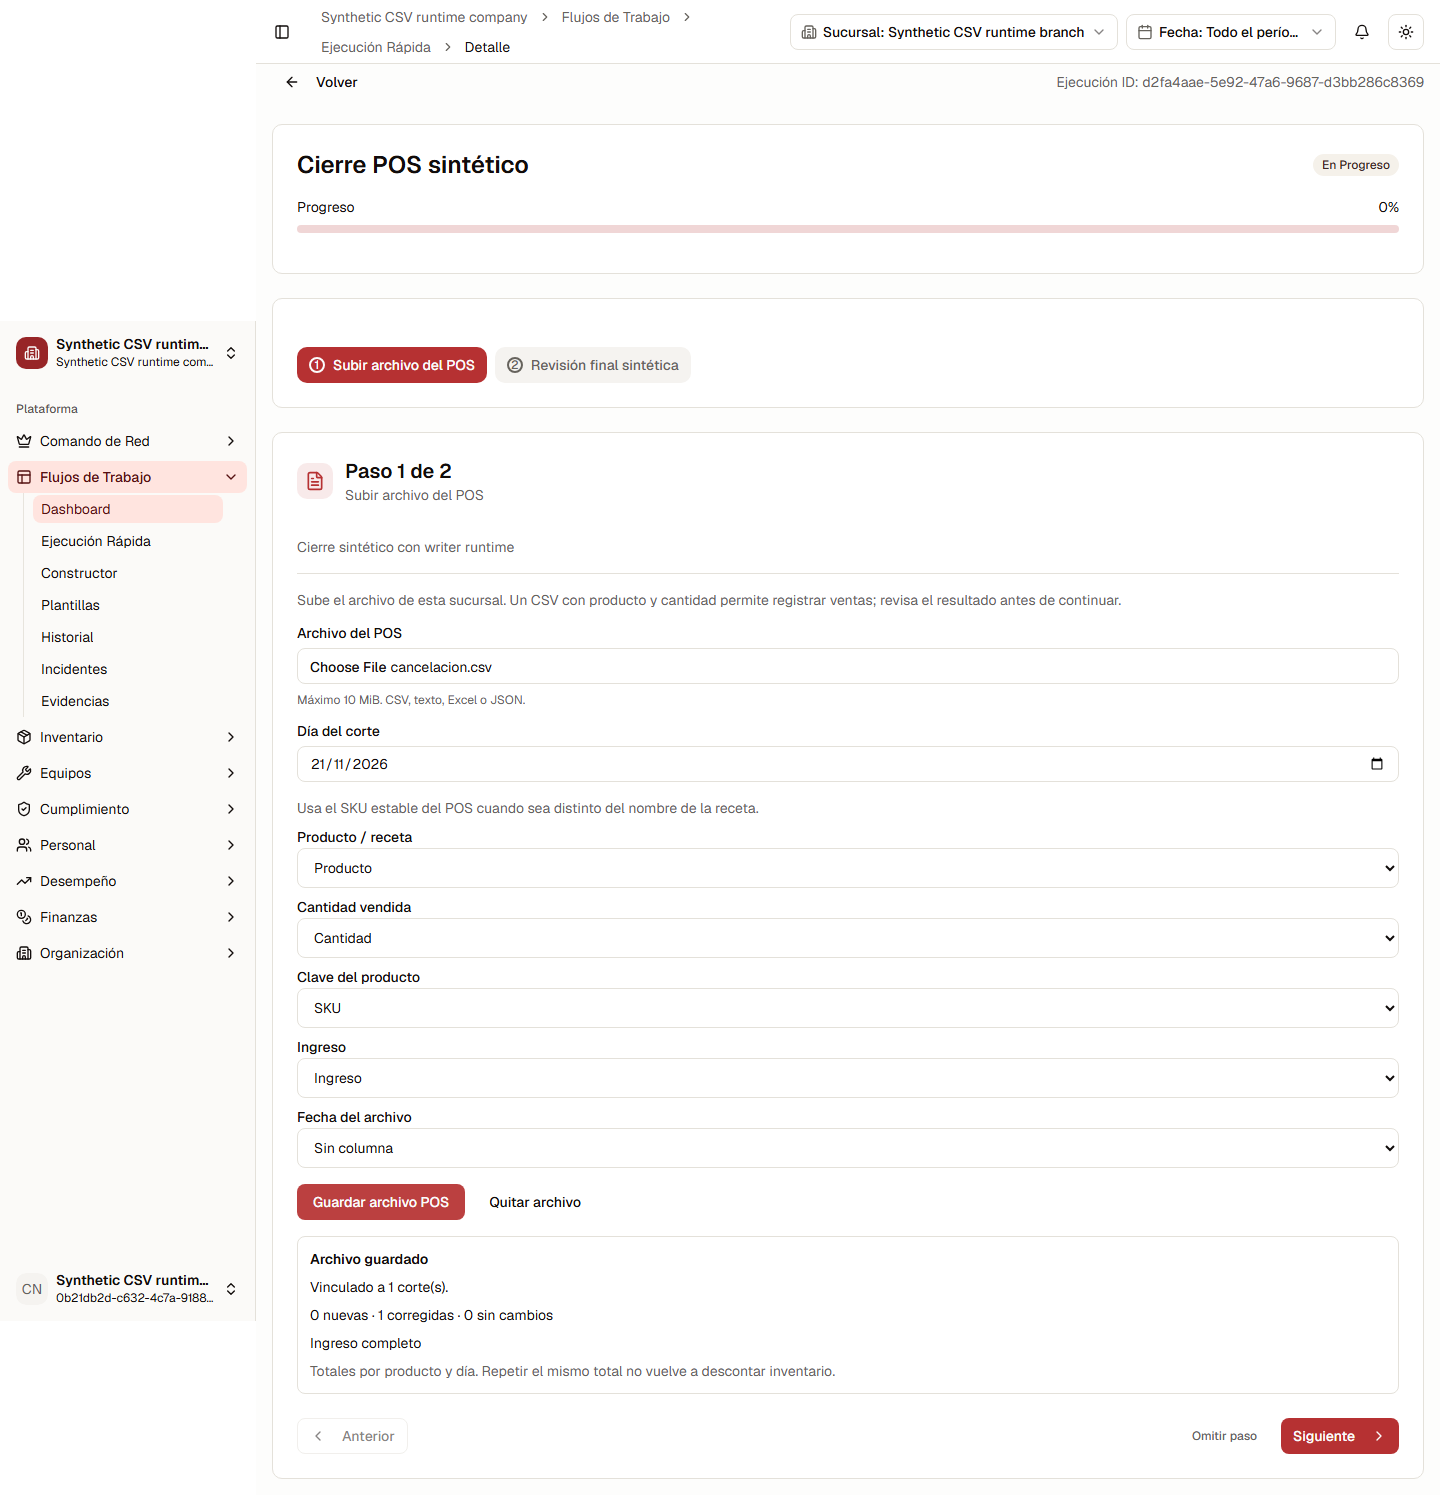 Synthetic CSV runtime company > Flujos de Trabajo >
Ejecución Rápida > Detalle
Sucursal: Synthetic CSV runtime branch
Fecha: Todo el perío...
Volver
Ejecución ID: d2fa4aae-5e92-47a6-9687-d3bb286c8369
Cierre POS sintético
En Progreso
Progreso
0%
1 Subir archivo del POS
2 Revisión final sintética
Synthetic CSV runtim...
Synthetic CSV runtime com...
Plataforma
Comando de Red
Flujos de Trabajo
Dashboard
Ejecución Rápida
Constructor
Plantillas
Historial
Incidentes
Evidencias
Inventario
Equipos
Cumplimiento
Personal
Desempeño
Finanzas
Organización
CN
Synthetic CSV runtim...
0b21db2d-c632-4c7a-9188...
Paso 1 de 2
Subir archivo del POS
Cierre sintético con writer runtime
Sube el archivo de esta sucursal. Un CSV con producto y cantidad permite registrar ventas; revisa el resultado antes de continuar.
Archivo del POS
Choose File cancelacion.csv
Máximo 10 MiB. CSV, texto, Excel o JSON.
Día del corte
21/11/2026
Usa el SKU estable del POS cuando sea distinto del nombre de la receta.
Producto / receta
Producto
Cantidad vendida
Cantidad
Clave del producto
SKU
Ingreso
Ingreso
Fecha del archivo
Sin columna
Guardar archivo POS
Quitar archivo
Archivo guardado
Vinculado a 1 corte(s).
0 nuevas · 1 corregidas · 0 sin cambios
Ingreso completo
Totales por producto y día. Repetir el mismo total no vuelve a descontar inventario.
Anterior
Omitir paso
Siguiente